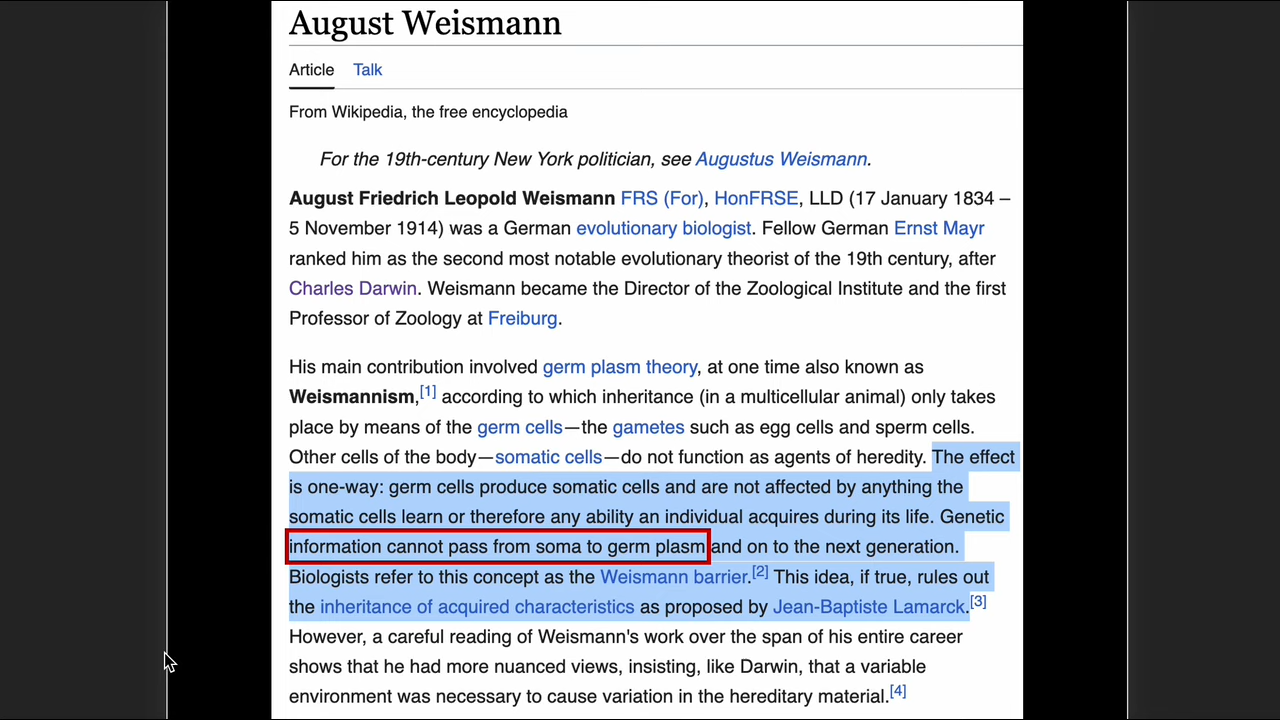 August Weismann
Article Talk
From Wikipedia, the free encyclopedia
For the 19th-century New York politician, see Augustus Weismann.
August Friedrich Leopold Weismann FRS (For), HonFRSE, LLD (17 January 1834 –
5 November 1914) was a German evolutionary biologist. Fellow German Ernst Mayr
ranked him as the second most notable evolutionary theorist of the 19th century, after
Charles Darwin. Weismann became the Director of the Zoological Institute and the first
Professor of Zoology at Freiburg.
His main contribution involved germ plasm theory, at one time also known as
Weismannism,[1] according to which inheritance (in a multicellular animal) only takes
place by means of the germ cells—the gametes such as egg cells and sperm cells.
Other cells of the body—somatic cells—do not function as agents of heredity. The effect
is one-way: germ cells produce somatic cells and are not affected by anything the
somatic cells learn or therefore any ability an individual acquires during its life. Genetic
information cannot pass from soma to germ plasm and on to the next generation.
Biologists refer to this concept as the Weismann barrier.[2] This idea, if true, rules out
the inheritance of acquired characteristics as proposed by Jean-Baptiste Lamarck.[3]
However, a careful reading of Weismann's work over the span of his entire career
shows that he had more nuanced views, insisting, like Darwin, that a variable
environment was necessary to cause variation in the hereditary material.[4]